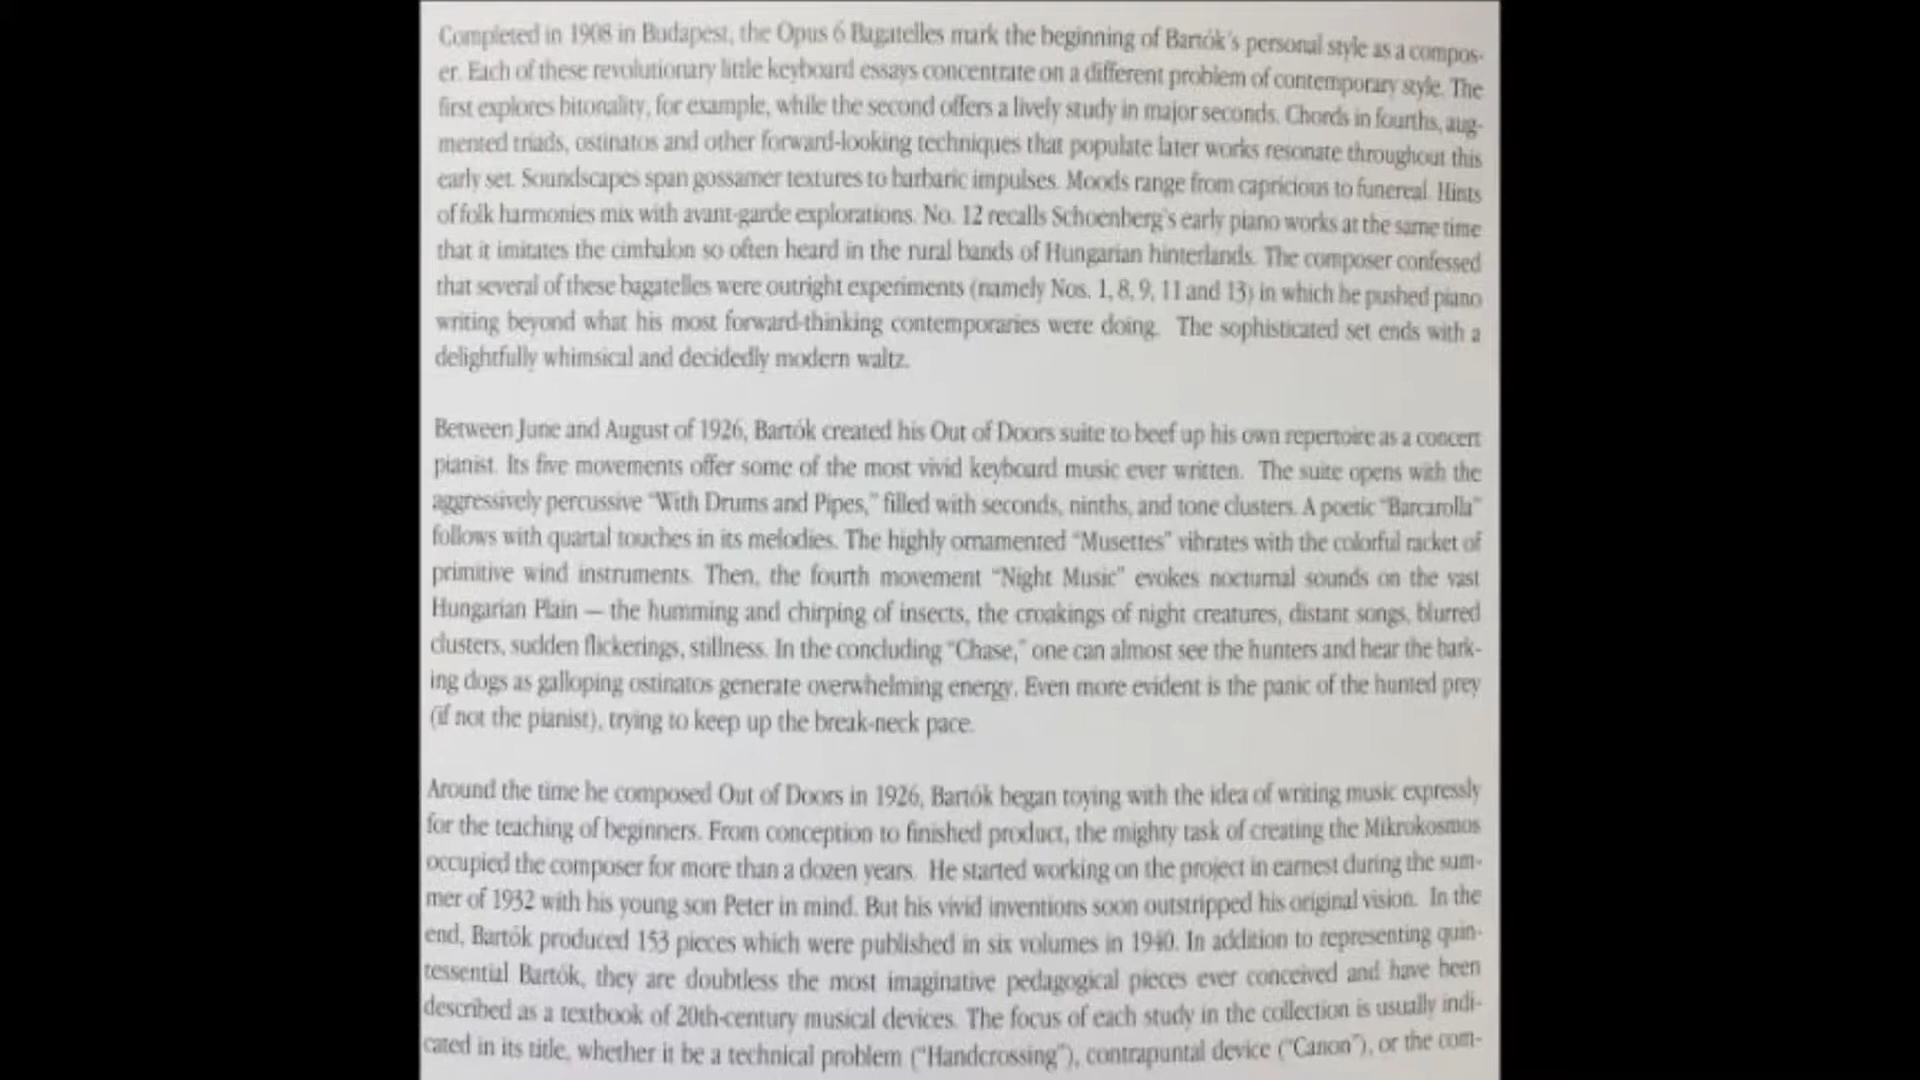 Completed in 1908 in Budapest, the Opus 6 Bagatelles mark the beginning of Bartók's personal style as a compos-
er. Each of these revolutionary little keyboard essays concentrate on a different problem of contemporary style. The
first explores bitonality, for example, while the second offers a lively study in major seconds. Chords in fourths, aug-
mented triads, ostinatos and other forward-looking techniques that populate later works resonate throughout this
early set. Soundscapes span gossamer textures to barbaric impulses. Moods range from capricious to funereal. Hints
of folk harmonies mix with avant-garde explorations. No. 12 recalls Schoenberg's early piano works at the same time
that it imitates the cimbalon so often heard in the rural bands of Hungarian hinterlands. The composer confessed
that several of these bagatelles were outright experiments (namely Nos. 1, 8, 9, 11 and 13) in which he pushed piano
writing beyond what his most forward-thinking contemporaries were doing. The sophisticated set ends with a
delightfully whimsical and decidedly modern waltz.
Between June and August of 1926, Bartók created his Out of Doors suite to beef up his own repertoire as a concert
pianist. Its five movements offer some of the most vivid keyboard music ever written. The suite opens with the
aggressively percussive "With Drums and Pipes," filled with seconds, ninths, and tone clusters. A poetic "Barcarolla"
follows with quartal touches in its melodies. The highly ornamented "Musettes" vibrates with the colorful racket of
primitive wind instruments. Then, the fourth movement "Night Music" evokes nocturnal sounds on the vast
Hungarian Plain — the humming and chirping of insects, the croakings of night creatures, distant songs, blurred
clusters, sudden flickerings, stillness. In the concluding "Chase," one can almost see the hunters and hear the bark-
ing dogs as galloping ostinatos generate overwhelming energy. Even more evident is the panic of the hunted prey
(if not the pianist), trying to keep up the break-neck pace.
Around the time he composed Out of Doors in 1926, Bartók began toying with the idea of writing music expressly
for the teaching of beginners. From conception to finished product, the mighty task of creating the Mikrokosmos
occupied the composer for more than a dozen years. He started working on the project in earnest during the sum-
mer of 1932 with his young son Peter in mind. But his vivid inventions soon outstripped his original vision. In the
end, Bartók produced 153 pieces which were published in six volumes in 1940. In addition to representing quin-
tessential Bartók, they are doubtless the most imaginative pedagogical pieces ever conceived and have been
described as a textbook of 20th-century musical devices. The focus of each study in the collection is usually indi-
cated in its title, whether it be a technical problem ("Handcrossing"), contrapuntal device ("Canon"), or the com-